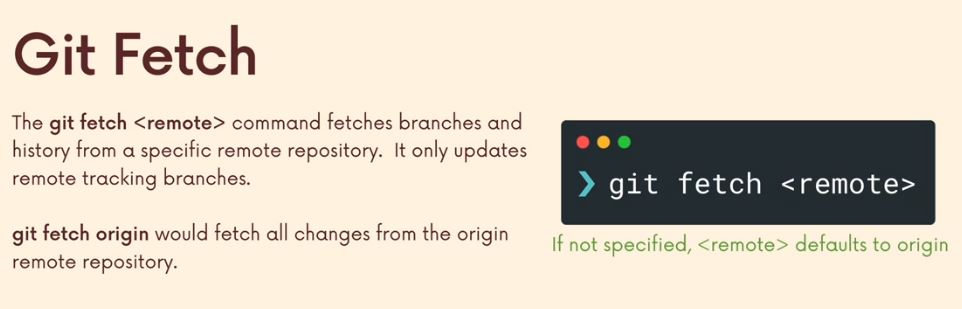 Git Fetch
The git fetch <remote> command fetches branches and
history from a specific remote repository.  It only updates
remote tracking branches.
git fetch origin would fetch all changes from the origin
remote repository.
❯ git fetch <remote>
If not specified, <remote> defaults to origin